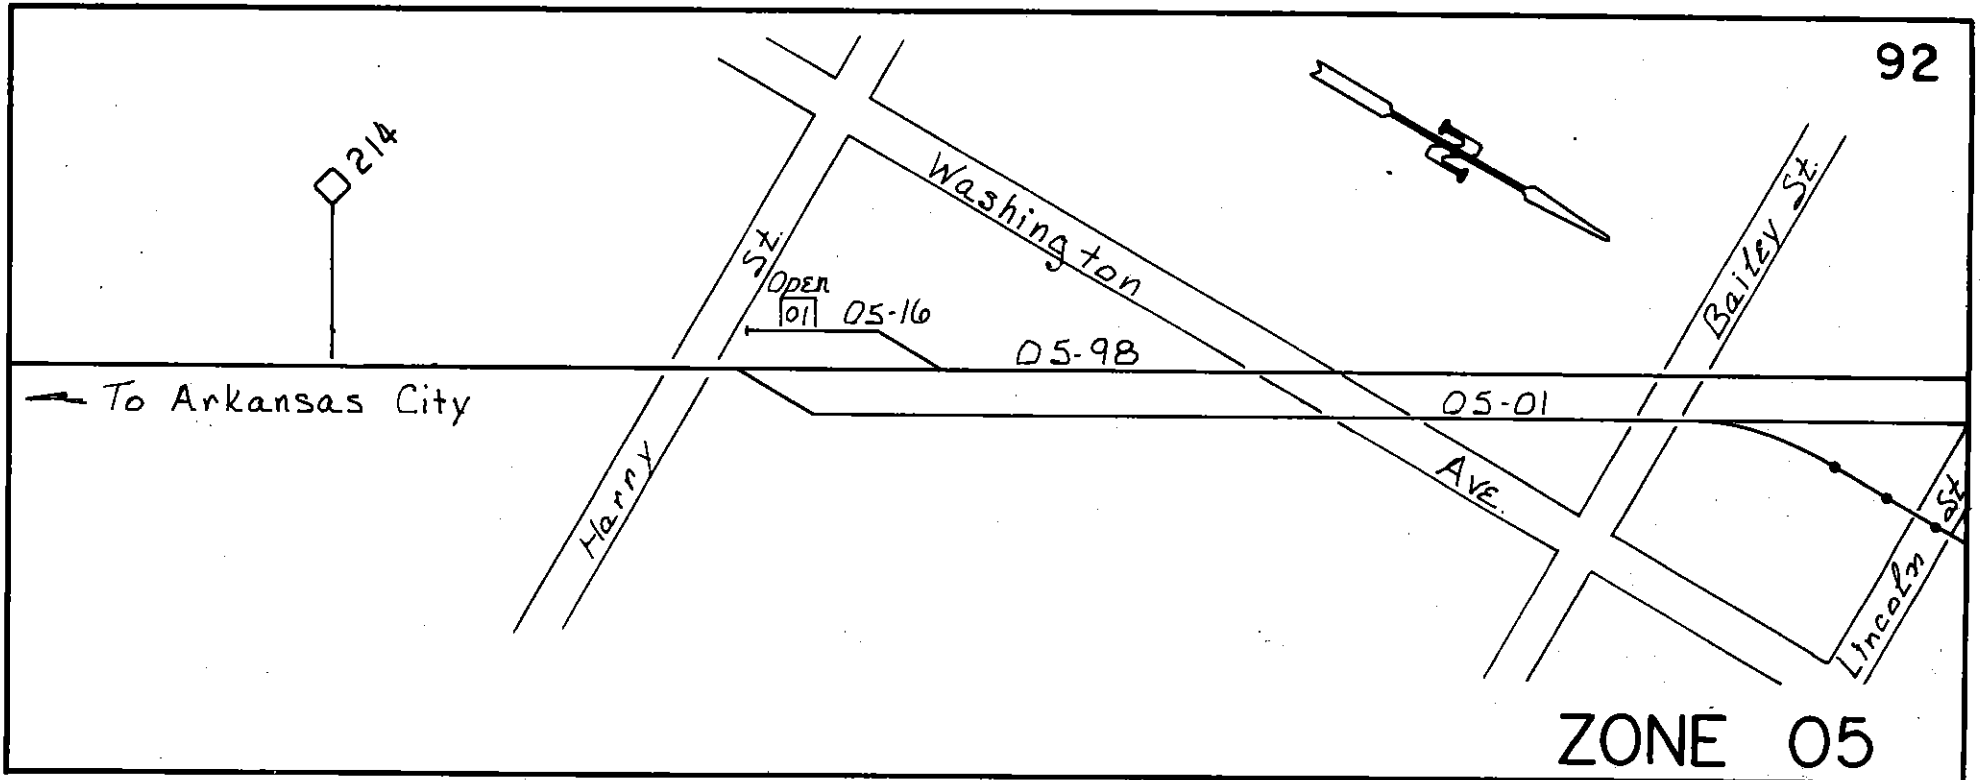 92
214
Washington
Ave.
Harry St.
Bailey St.
Open
01 05-16
05-98
05-01
To Arkansas City
Lincoln St
N
ZONE 05